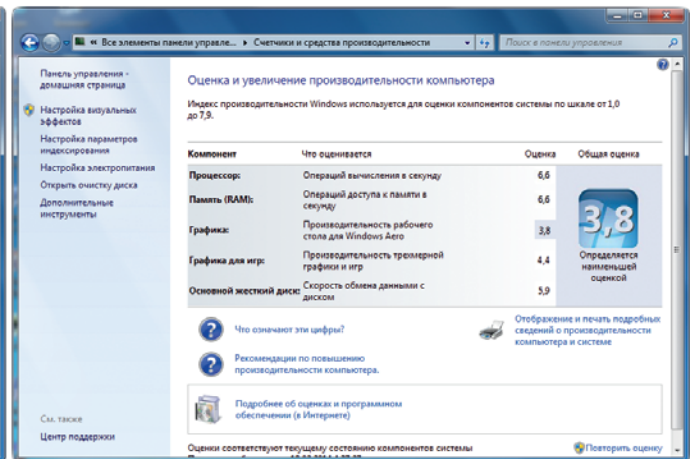 « Все элементы панели управле... ▸ Счетчики и средства производительности
Поиск в панели управления
Панель управления -
домашняя страница
Настройка визуальных
эффектов
Настройка параметров
индексирования
Настройка электропитания
Открыть очистку диска
Дополнительные
инструменты
См. также
Центр поддержки
Оценка и увеличение производительности компьютера
Индекс производительности Windows используется для оценки компонентов системы по шкале от 1,0
до 7,9.
Компонент Что оценивается Оценка Общая оценка
Процессор: Операций вычисления в секунду 6,6
Память (RAM): Операций доступа к памяти в
секунду 6,6
Графика: Производительность рабочего
стола для Windows Aero 3,8
Графика для игр: Производительность трехмерной
графики и игр 4,4
Основной жесткий диск: Скорость обмена данными с
диском 5,9
3,8
Определяется
наименьшей
оценкой
Что означают эти цифры?
Отображение и печать подробных
сведений о производительности
компьютера и системе
Рекомендации по повышению
производительности компьютера.
Подробнее об оценках и программном
обеспечении (в Интернете)
Оценки соответствуют текущему состоянию компонентов системы
Повторить оценку